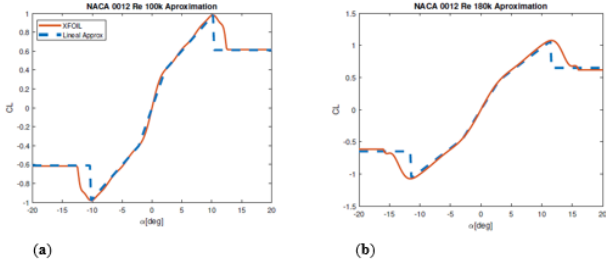 NACA 0012 Re 100k Aproximation
XFOIL
Lineal Approx
1
0.8
0.6
0.4
0.2
0
-0.2
-0.4
-0.6
-0.8
-1
CL
-20 -15 -10 -5 0 5 10 15 20
α[deg]
(a)
NACA 0012 Re 180k Aproximation
XFOIL
Lineal Approx
1.5
1
0.5
0
-0.5
-1
-1.5
CL
-20 -15 -10 -5 0 5 10 15 20
α[deg]
(b)